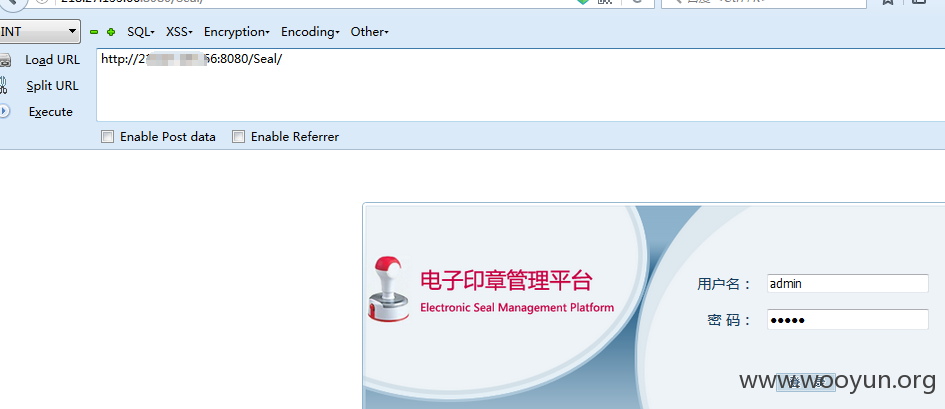 INT SQL▾ XSS▾ Encryption▾ Encoding▾ Other▾
Load URL http://2 66:8080/Seal/
Split URL
Execute
Enable Post data Enable Referrer
电子印章管理平台
Electronic Seal Management Platform
用户名： admin
密 码： •••••
www.wooyun.org